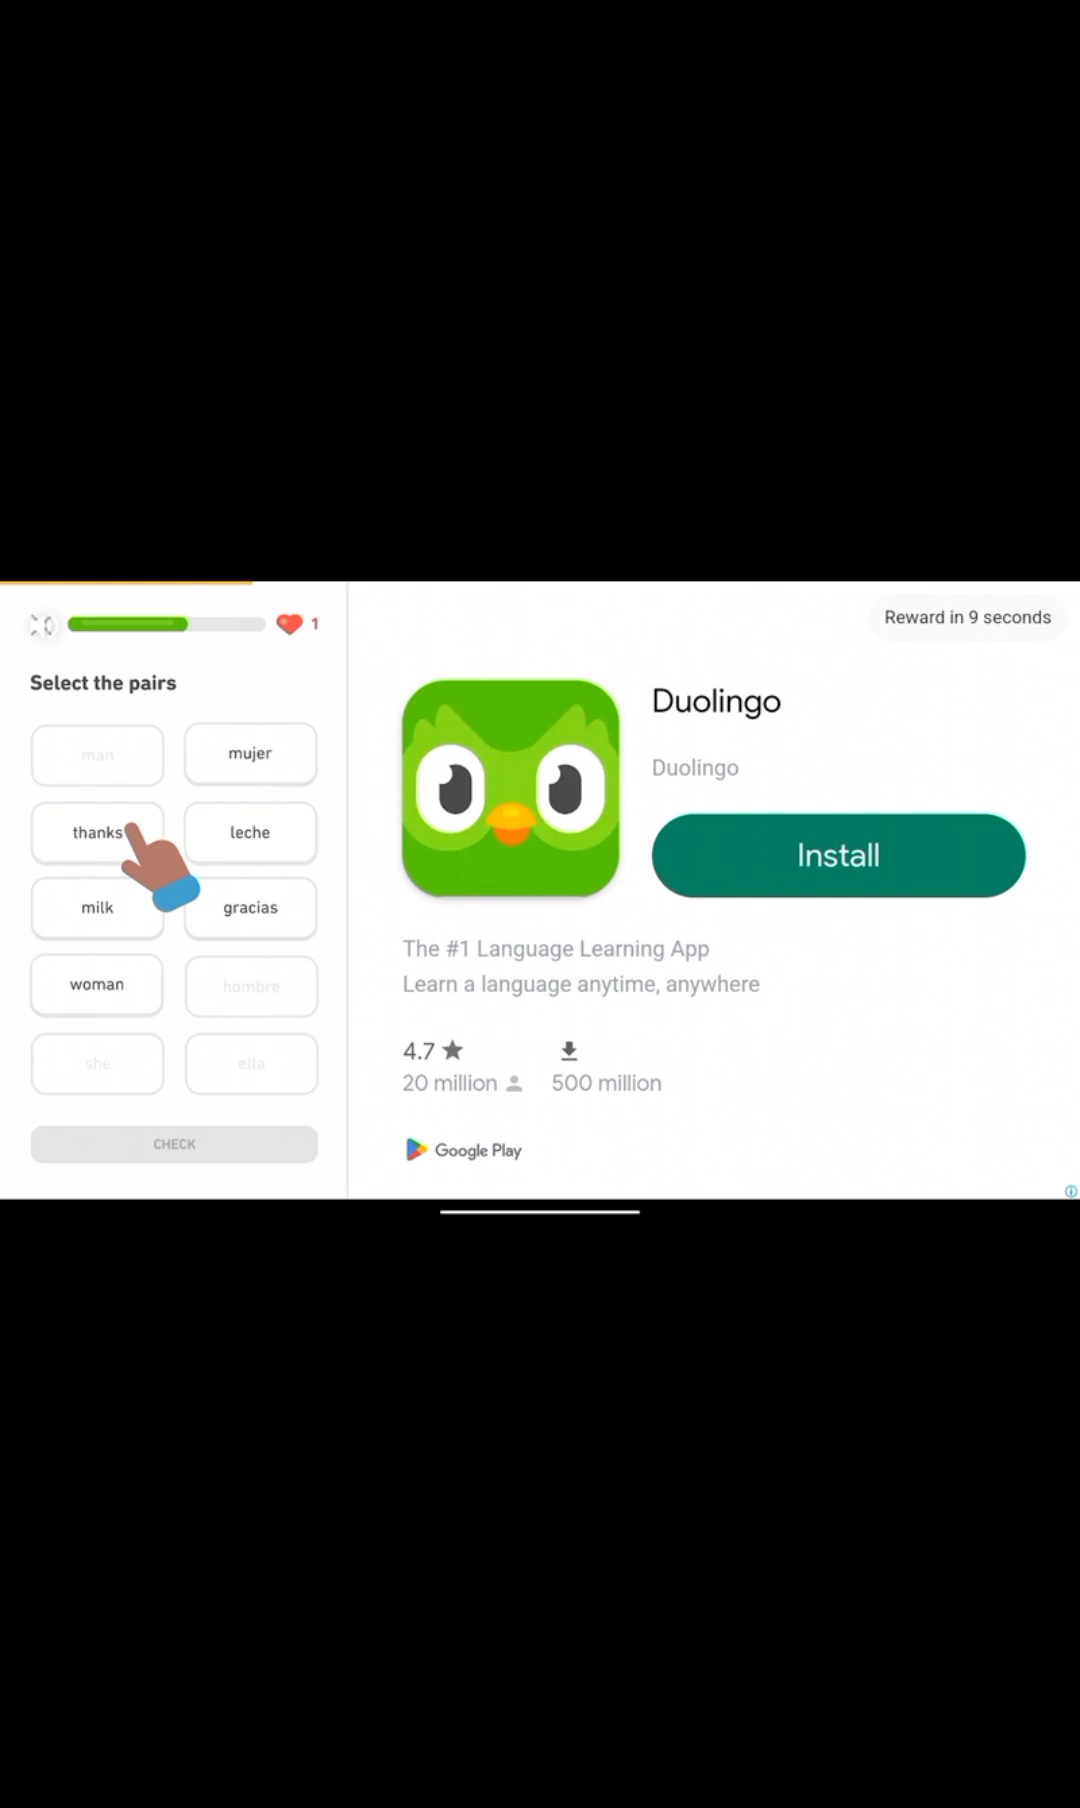 1
Select the pairs
man
mujer
thanks
leche
milk
gracias
woman
hombre
she
ella
CHECK
Reward in 9 seconds
Duolingo
Duolingo
Install
The #1 Language Learning App
Learn a language anytime, anywhere
4.7
20 million
500 million
Google Play